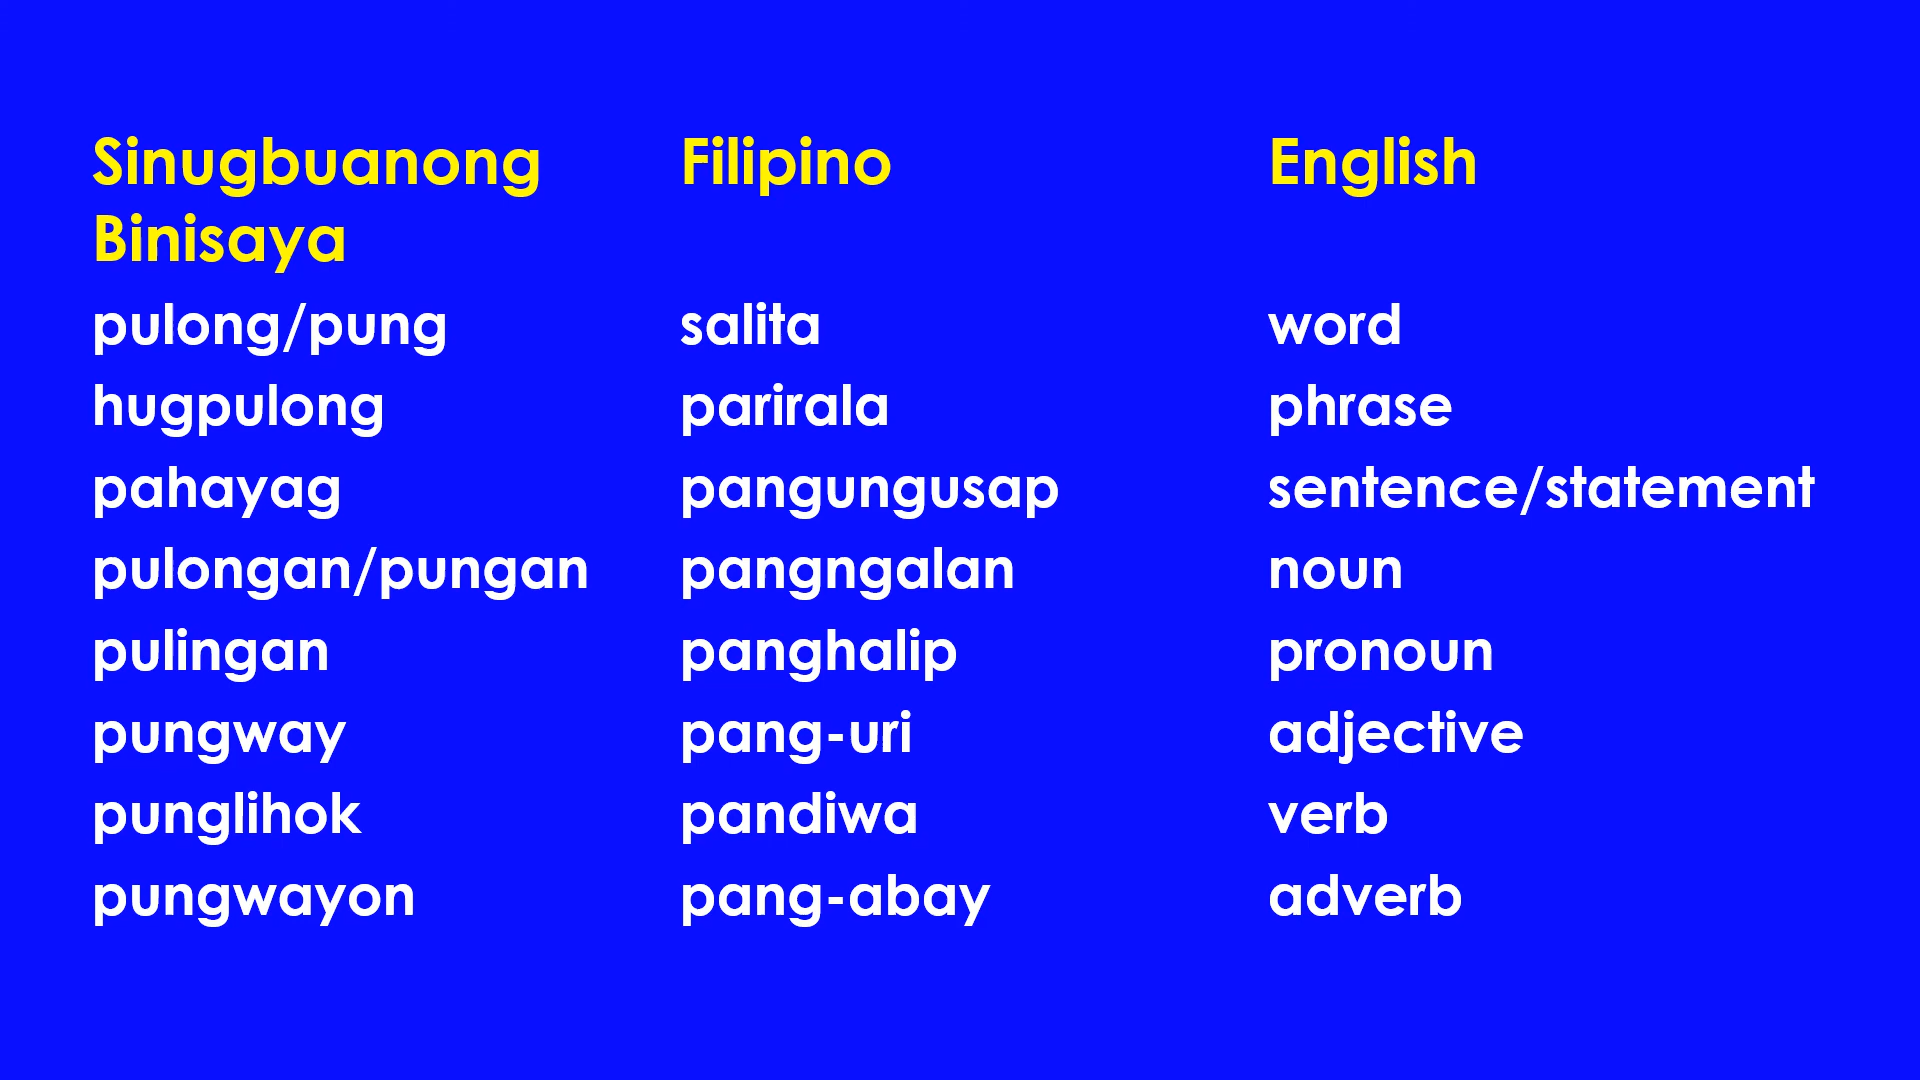 Sinugbuanong Filipino English
Binisaya
pulong/pung salita word
hugpulong parirala phrase
pahayag pangungusap sentence/statement
pulongan/pungan pangngalan noun
pulingan panghalip pronoun
pungway pang-uri adjective
punglihok pandiwa verb
pungwayon pang-abay adverb